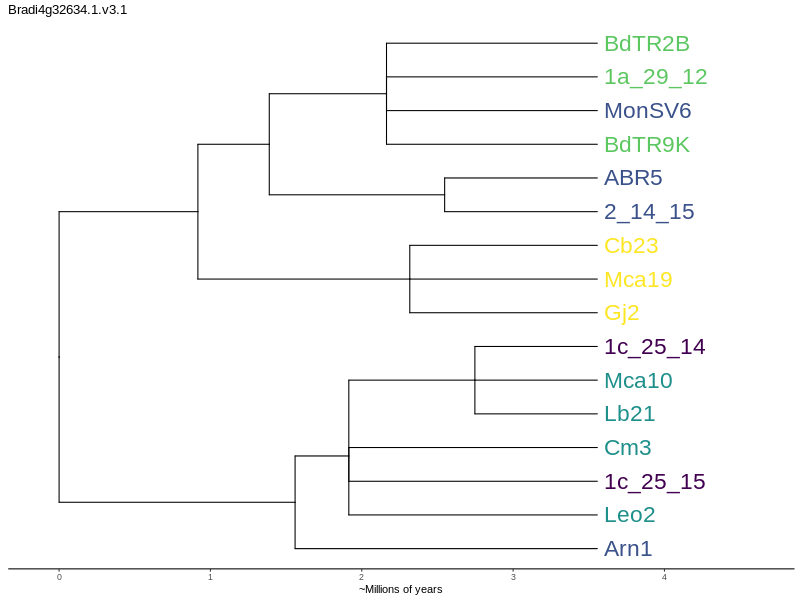 Bradi4g32634.1.v3.1
BdTR2B
1a_29_12
MonSV6
BdTR9K
ABR5
2_14_15
Cb23
Mca19
Gj2
1c_25_14
Mca10
Lb21
Cm3
1c_25_15
Leo2
Arn1
0 1 2 3 4
~Millions of years